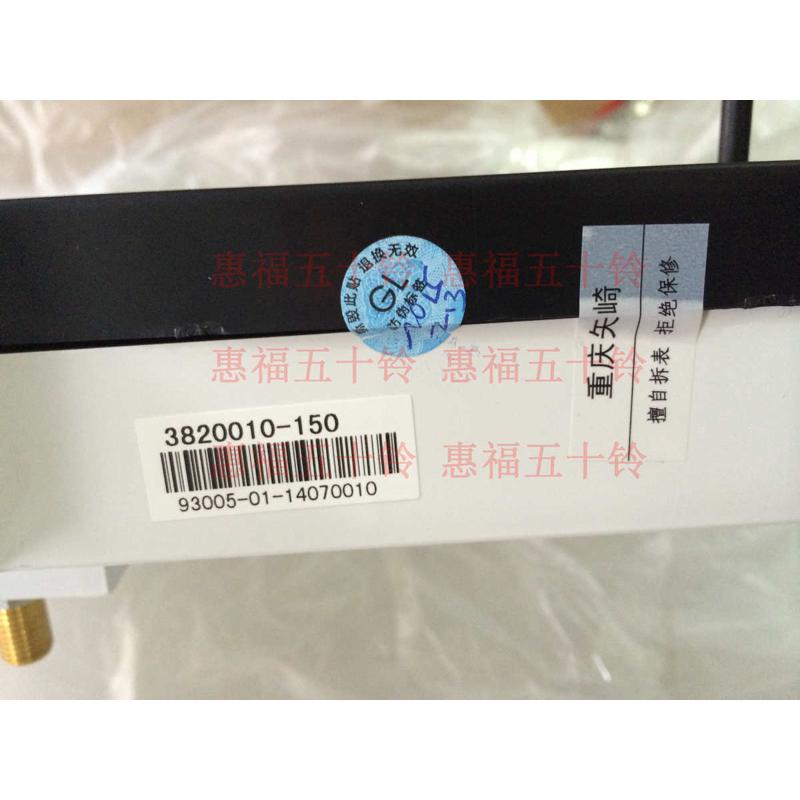 惠福五十铃 惠福五十铃
惠福五十铃 惠福五十铃
惠福五十铃 惠福五十铃
毁此贴 退换无效
GL
防伪标签
2-13
重庆矢崎
擅自拆表 拒绝保修
3820010-150
93005-01-14070010